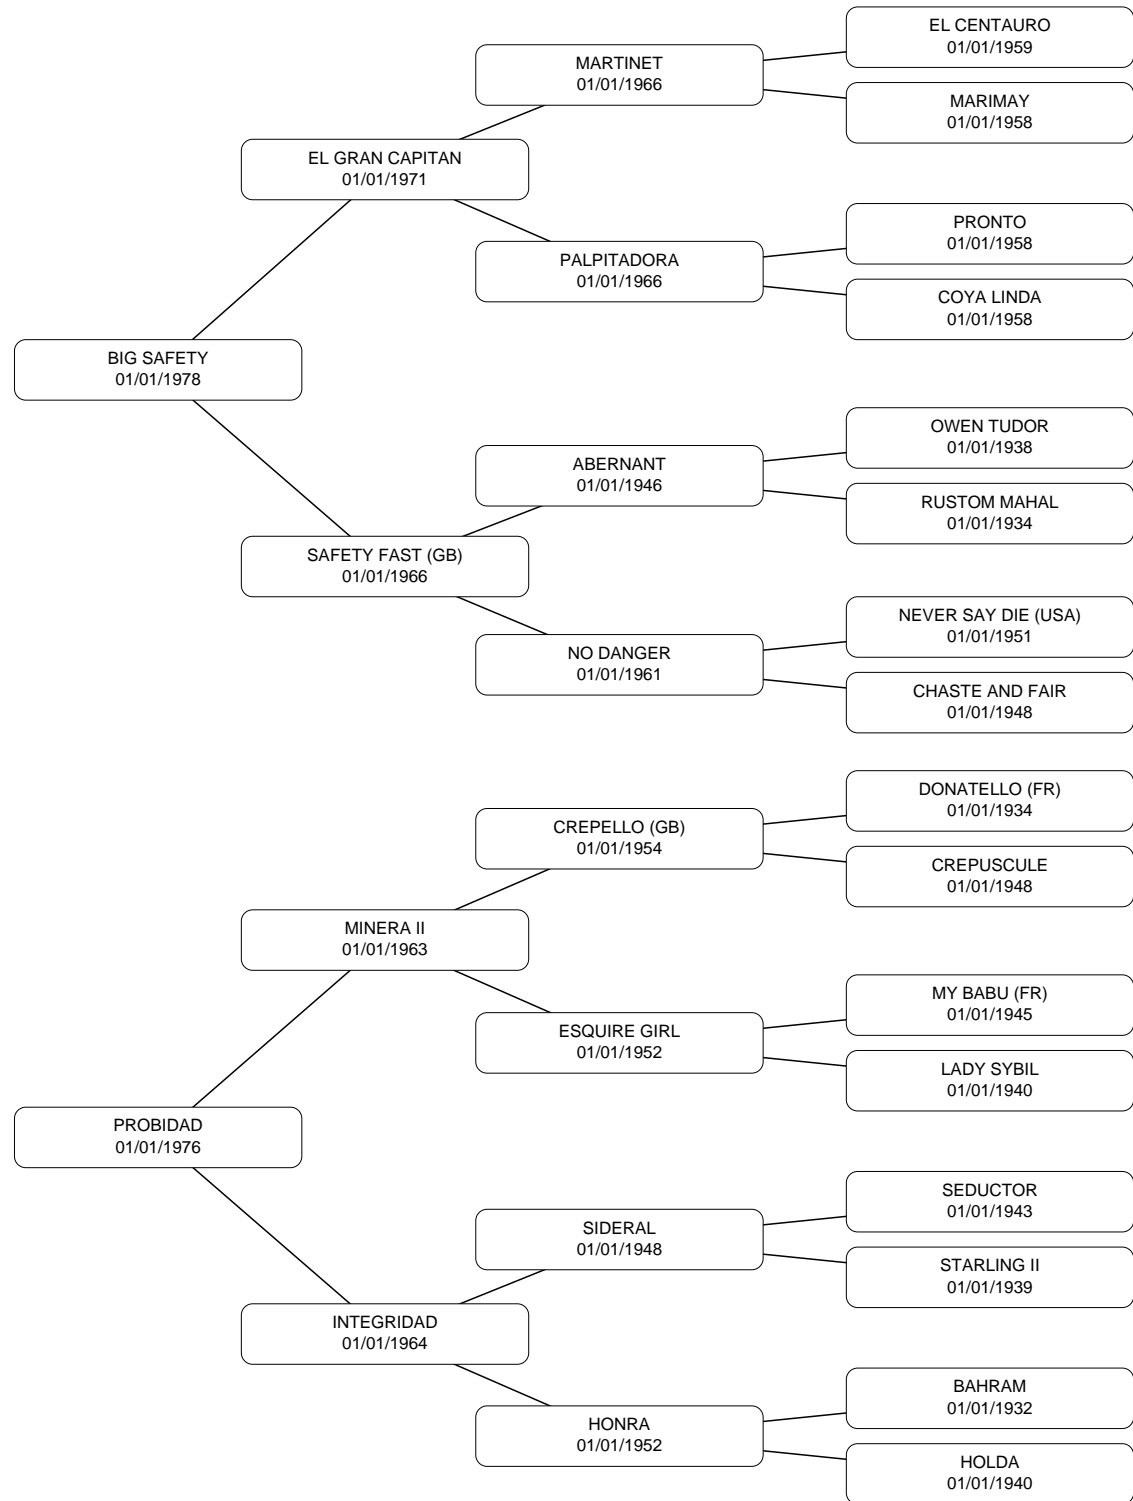 EL CENTAURO
01/01/1959
MARTINET
01/01/1966
MARIMAY
01/01/1958
EL GRAN CAPITAN
01/01/1971
PRONTO
01/01/1958
PALPITADORA
01/01/1966
COYA LINDA
01/01/1958
BIG SAFETY
01/01/1978
OWEN TUDOR
01/01/1938
ABERNANT
01/01/1946
RUSTOM MAHAL
01/01/1934
SAFETY FAST (GB)
01/01/1966
NEVER SAY DIE (USA)
01/01/1951
NO DANGER
01/01/1961
CHASTE AND FAIR
01/01/1948
DONATELLO (FR)
01/01/1934
CREPELLO (GB)
01/01/1954
CREPUSCULE
01/01/1948
MINERA II
01/01/1963
MY BABU (FR)
01/01/1945
ESQUIRE GIRL
01/01/1952
LADY SYBIL
01/01/1940
PROBIDAD
01/01/1976
SEDUCTOR
01/01/1943
SIDERAL
01/01/1948
STARLING II
01/01/1939
INTEGRIDAD
01/01/1964
BAHRAM
01/01/1932
HONRA
01/01/1952
HOLDA
01/01/1940